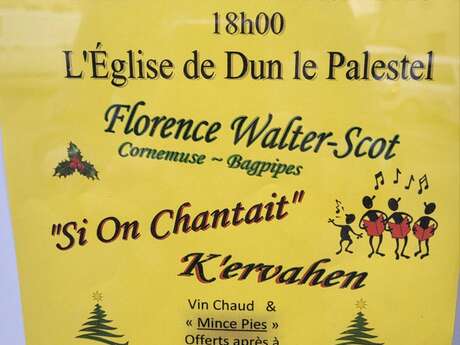 18h00
L'Église de Dun le Palestel
Florence Walter-Scot
Cornemuse ~ Bagpipes
"Si On Chantait"
K'ervahen
Vin Chaud &
« Mince Pies »
Offerts après à